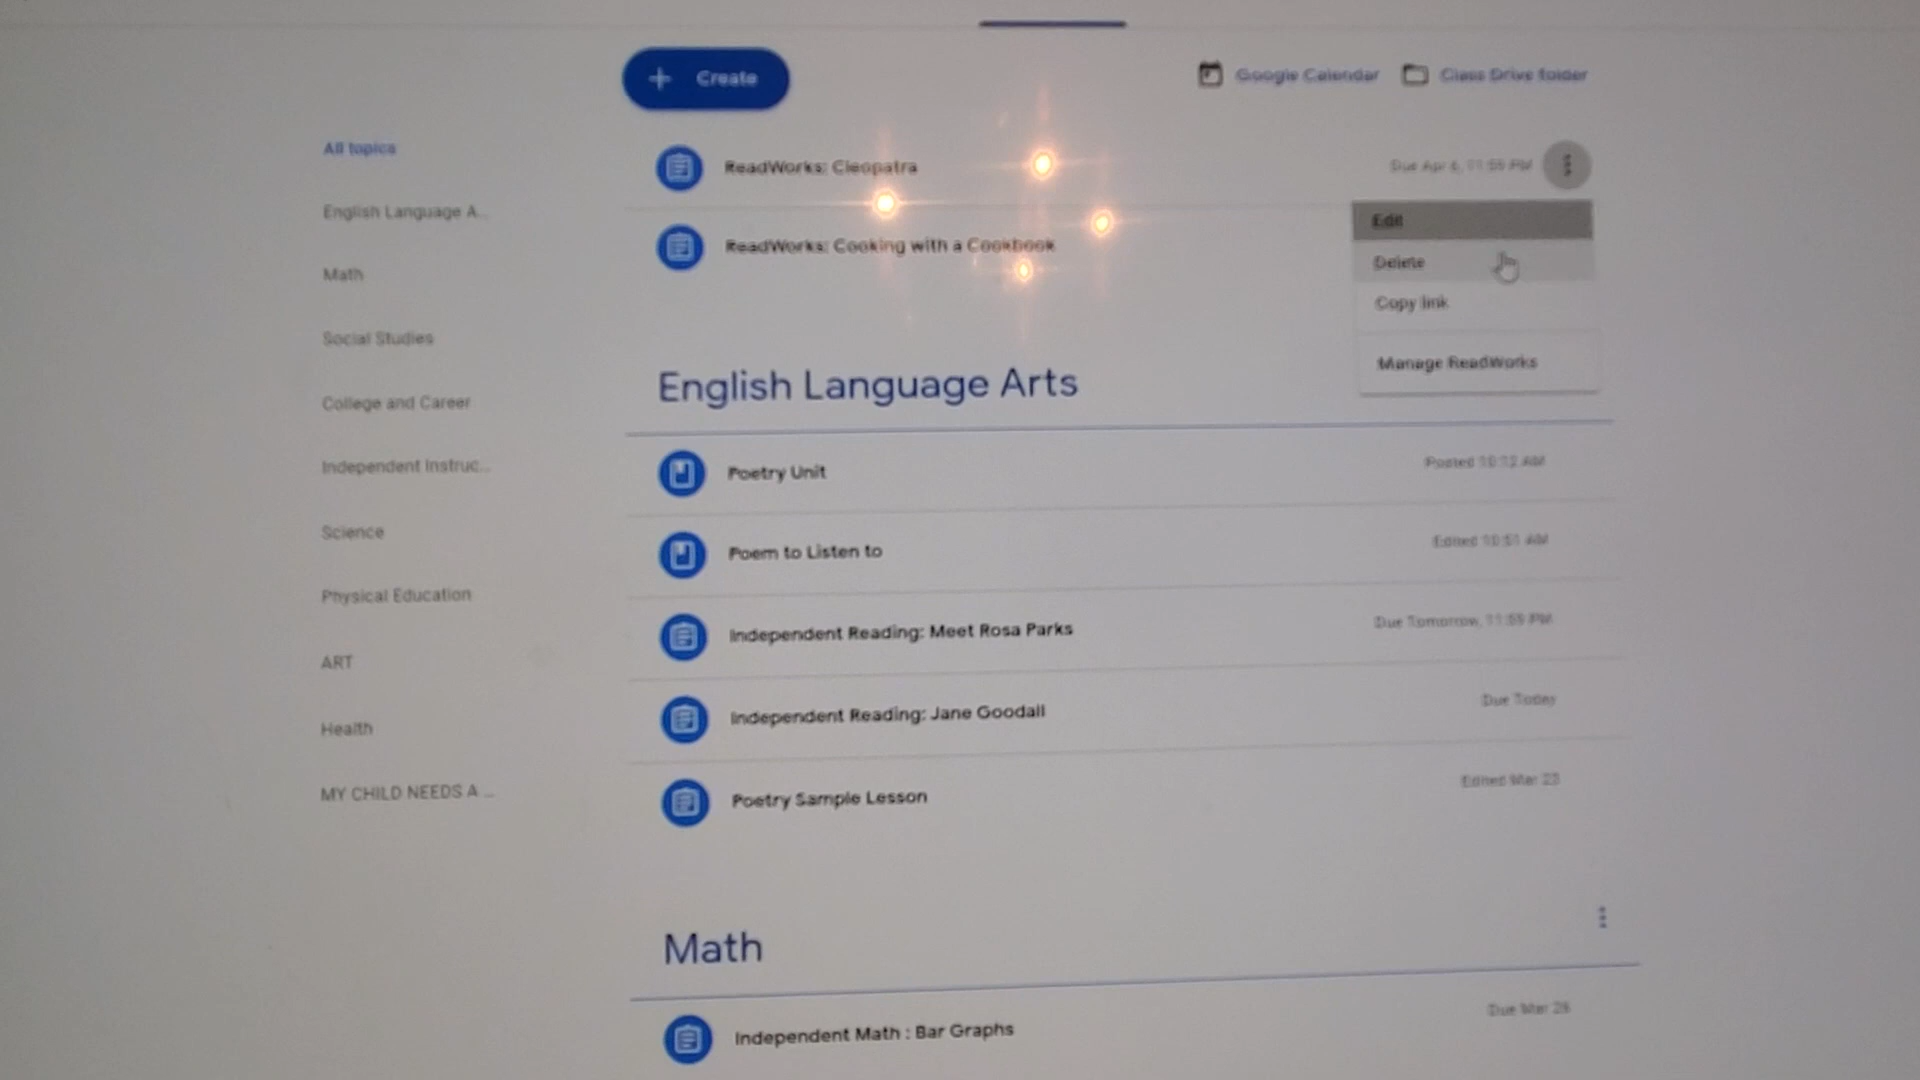 Create
Google Calendar
Class Drive folder
All topics
English Language A...
Math
Social Studies
College and Career
Independent Instruc...
Science
Physical Education
ART
Health
MY CHILD NEEDS A ...
ReadWorks: Cleopatra
Due Apr 6, 11:59 PM
ReadWorks: Cooking with a Cookbook
Edit
Delete
Copy link
Manage ReadWorks
English Language Arts
Poetry Unit
Posted 10:12 AM
Poem to Listen to
Edited 10:51 AM
Independent Reading: Meet Rosa Parks
Due Tomorrow, 11:59 PM
Independent Reading: Jane Goodall
Due Today
Poetry Sample Lesson
Edited Mar 23
Math
Independent Math : Bar Graphs
Due Mar 26